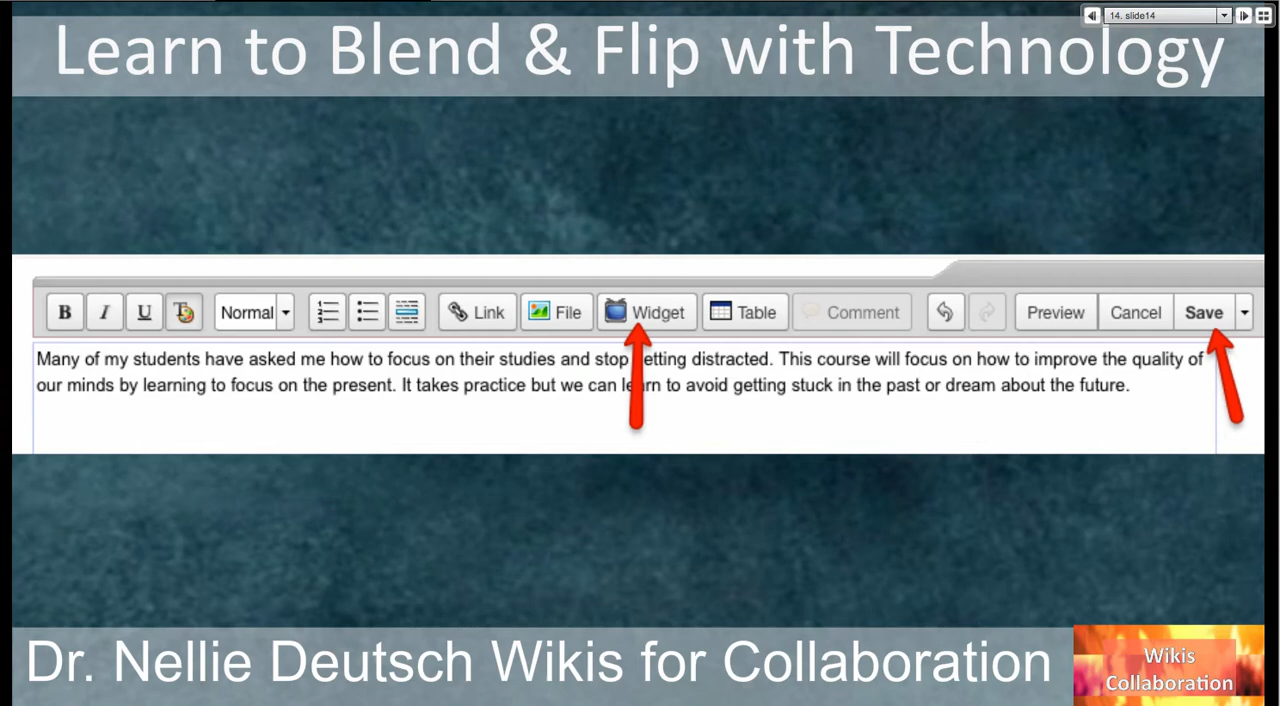 14. slide14
Learn to Blend & Flip with Technology
B I U T Normal Link File Widget Table Comment Preview Cancel Save
Many of my students have asked me how to focus on their studies and stop getting distracted. This course will focus on how to improve the quality of
our minds by learning to focus on the present. It takes practice but we can learn to avoid getting stuck in the past or dream about the future.
Dr. Nellie Deutsch Wikis for Collaboration
Wikis
Collaboration